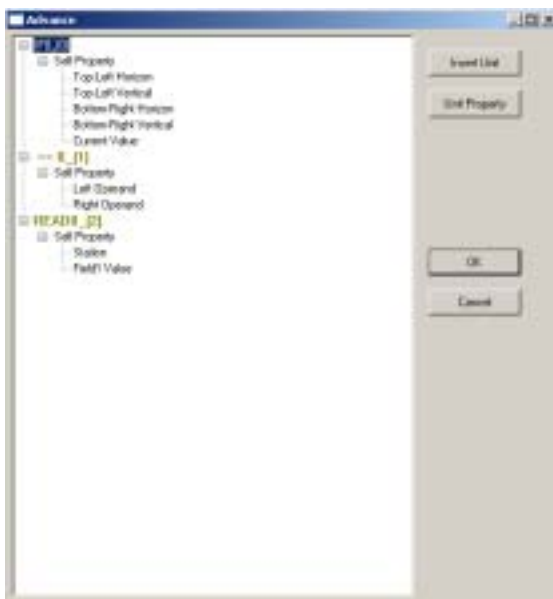 Advance
Self Property
Top-Left Horizon
Top-Left Vertical
Bottom-Right Horizon
Bottom-Right Vertical
Current Value
Self Property
Left Operand
Right Operand
Self Property
Station
Field1 Value
Insert Unit
Unit Property
OK
Cancel